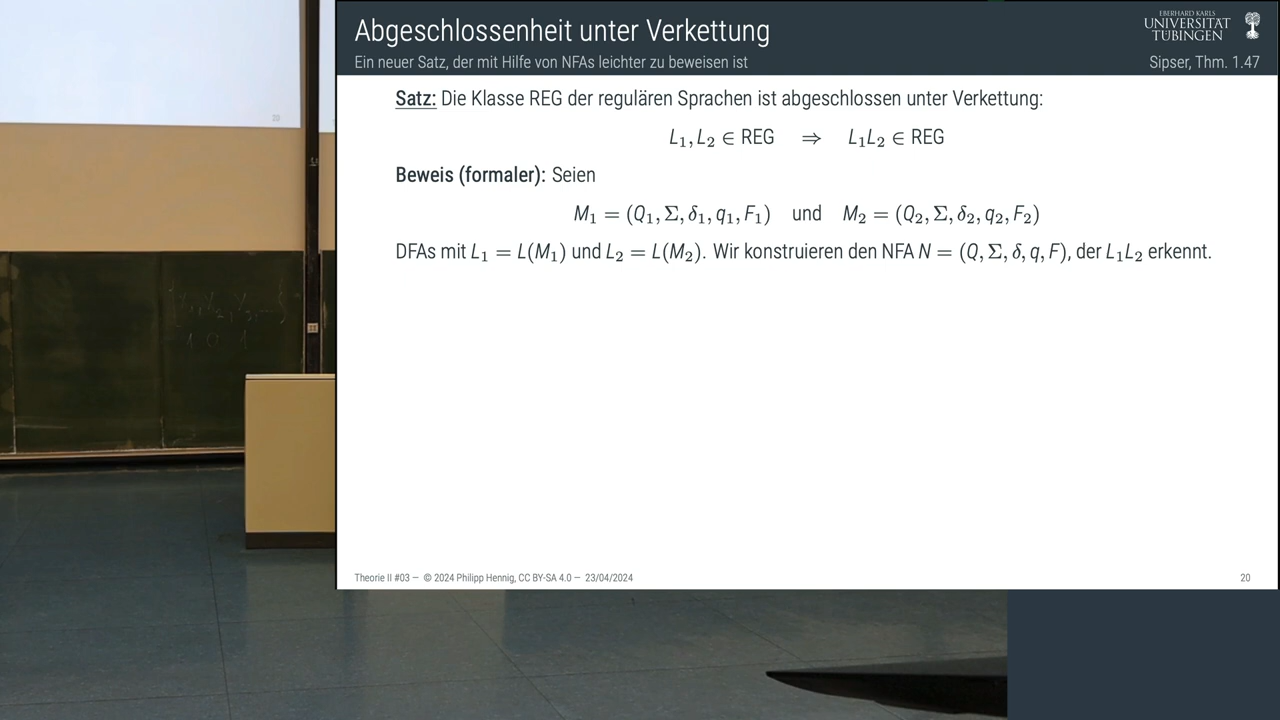 Abgeschlossenheit unter Verkettung
Ein neuer Satz, der mit Hilfe von NFAs leichter zu beweisen ist
EBERHARD KARLS
UNIVERSITÄT
TÜBINGEN
Sipser, Thm. 1.47
Satz: Die Klasse REG der regulären Sprachen ist abgeschlossen unter Verkettung:
L₁, L₂ ∈ REG ⇒ L₁L₂ ∈ REG
Beweis (formaler): Seien
M₁ = (Q₁, Σ, δ₁, q₁, F₁) und M₂ = (Q₂, Σ, δ₂, q₂, F₂)
DFAs mit L₁ = L(M₁) und L₂ = L(M₂). Wir konstruieren den NFA N = (Q, Σ, δ, q, F), der L₁L₂ erkennt.
Theorie II #03 — © 2024 Philipp Hennig, CC BY-SA 4.0 — 23/04/2024
20
20
1 0 1